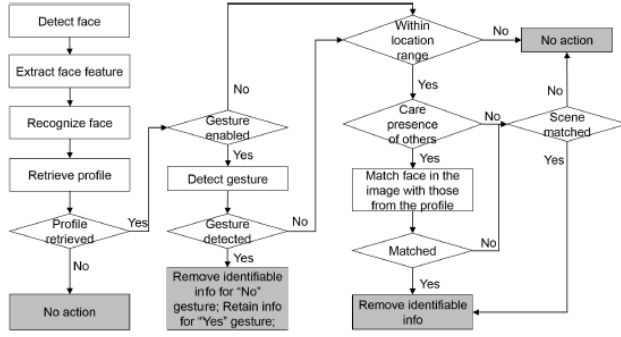 Detect face
Extract face feature
Recognize face
Retrieve profile
Profile
retrieved
Yes
No
No action
No
Gesture
enabled
Yes
Detect gesture
Gesture
detected
No
Yes
Remove identifiable
info for “No”
gesture; Retain info
for “Yes” gesture;
Within
location
range
No
No action
Yes
Care
presence
of others
No
Yes
Match face in the
image with those
from the profile
Matched
No
Yes
Remove identifiable
info
No
Scene
matched
Yes